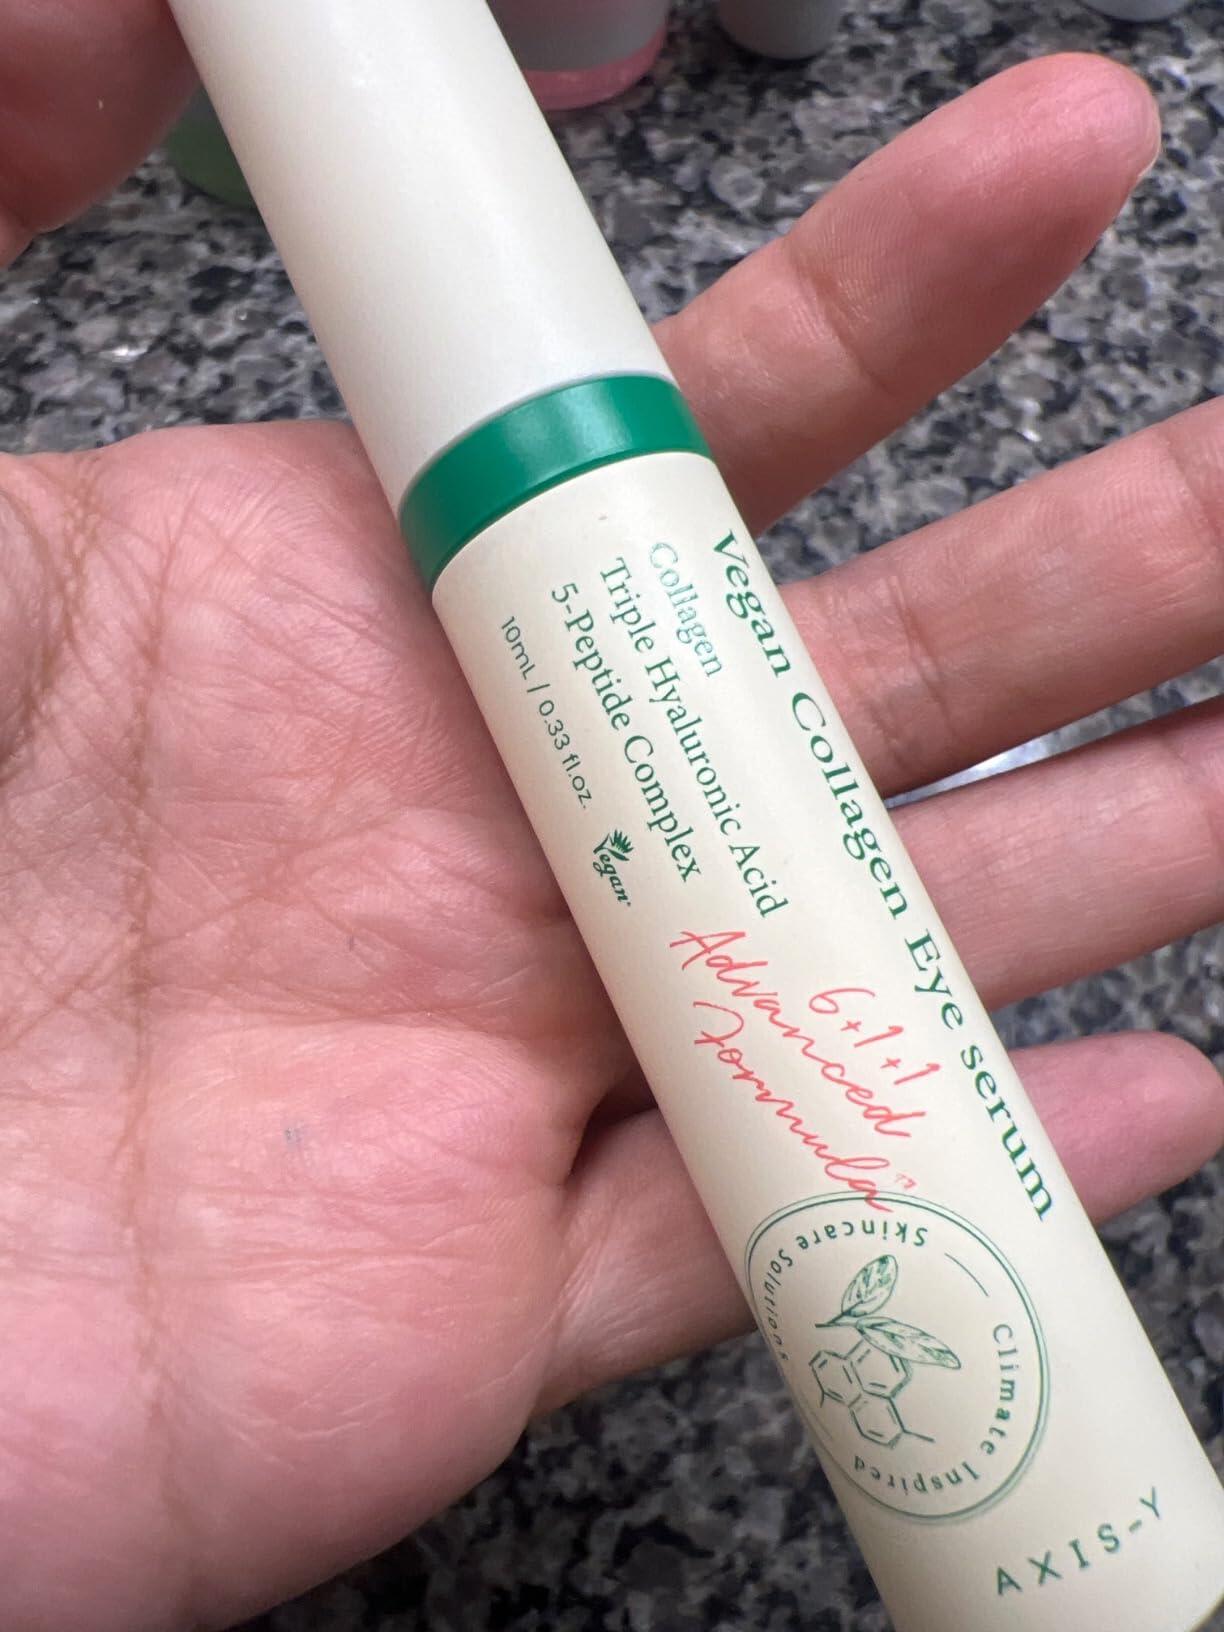 Vegan Collagen Eye serum
Collagen
Triple Hyaluronic Acid
5-Peptide Complex
10mL / 0.33 fl.oz.
Vegan
6+1+1
Advanced
Formula™
Skincare Solutions
Climate Inspired
AXIS-Y